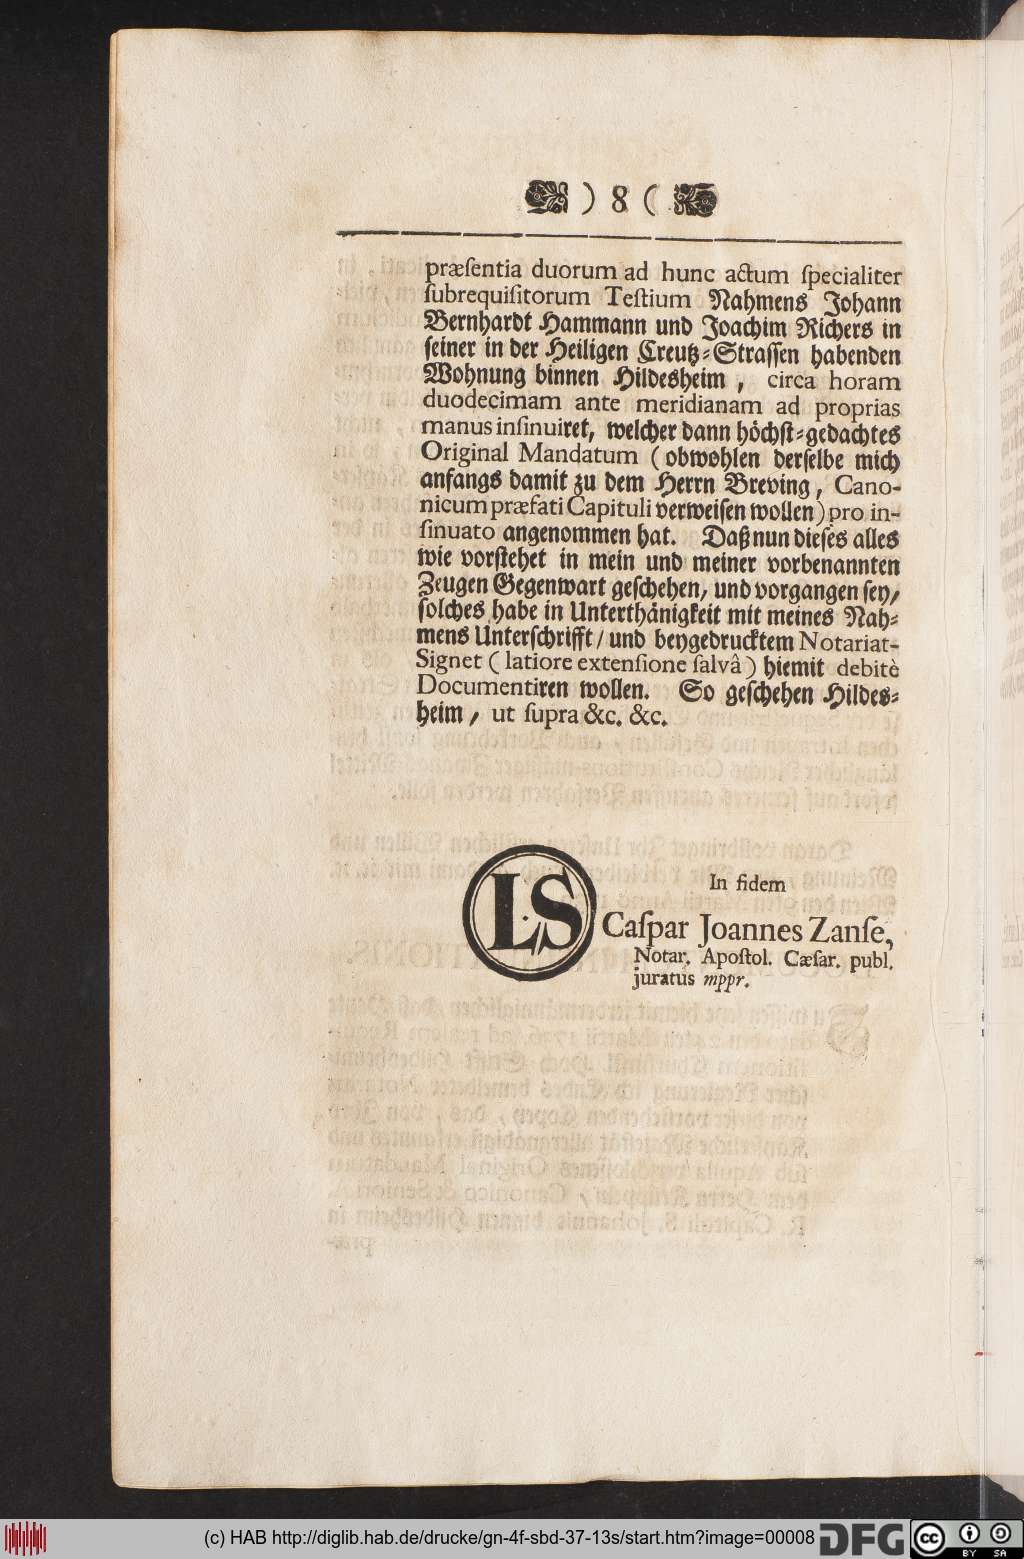 ) 8 (
præſentia duorum ad hunc actum ſpecialiter
ſubrequiſitorum Teſtium Nahmens Johann
Bernhardt Hammann und Joachim Richers in
ſeiner in der Heiligen Creutz-Straſſen habenden
Wohnung binnen Hildesheim, circa horam
duodecimam ante meridianam ad proprias
manus inſinuiret, welcher dann höchſt-gedachtes
Original Mandatum (obwohlen derſelbe mich
anfangs damit zu dem Herrn Breving, Cano-
nicum præfati Capituli verweiſen wollen) pro in-
ſinuato angenommen hat. Daß nun dieſes alles
wie vorſtehet in mein und meiner vorbenannten
Zeugen Gegenwart geſchehen/ und vorgangen ſey/
ſolches habe in Unterthänigkeit mit meines Nah-
mens Unterſchrifft/ und beygedrucktem Notariat-
Signet (latiore extenſione ſalvâ) hiemit debitè
Documentiren wollen. So geſchehen Hildes-
heim / ut ſupra &c. &c.
LS
In fidem
Caſpar Joannes Zanſe,
Notar. Apoſtol. Cæſar. publ.
juratus mppr.
(c) HAB http://diglib.hab.de/drucke/gn-4f-sbd-37-13s/start.htm?image=00008 DFG cc BY SA